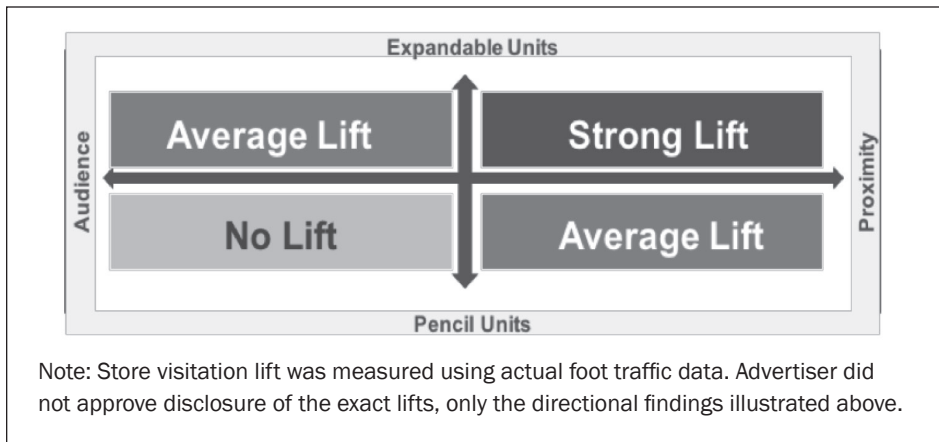 Expandable Units
Audience
Average Lift
Strong Lift
Proximity
No Lift
Average Lift
Pencil Units
Note: Store visitation lift was measured using actual foot traffic data. Advertiser did
not approve disclosure of the exact lifts, only the directional findings illustrated above.